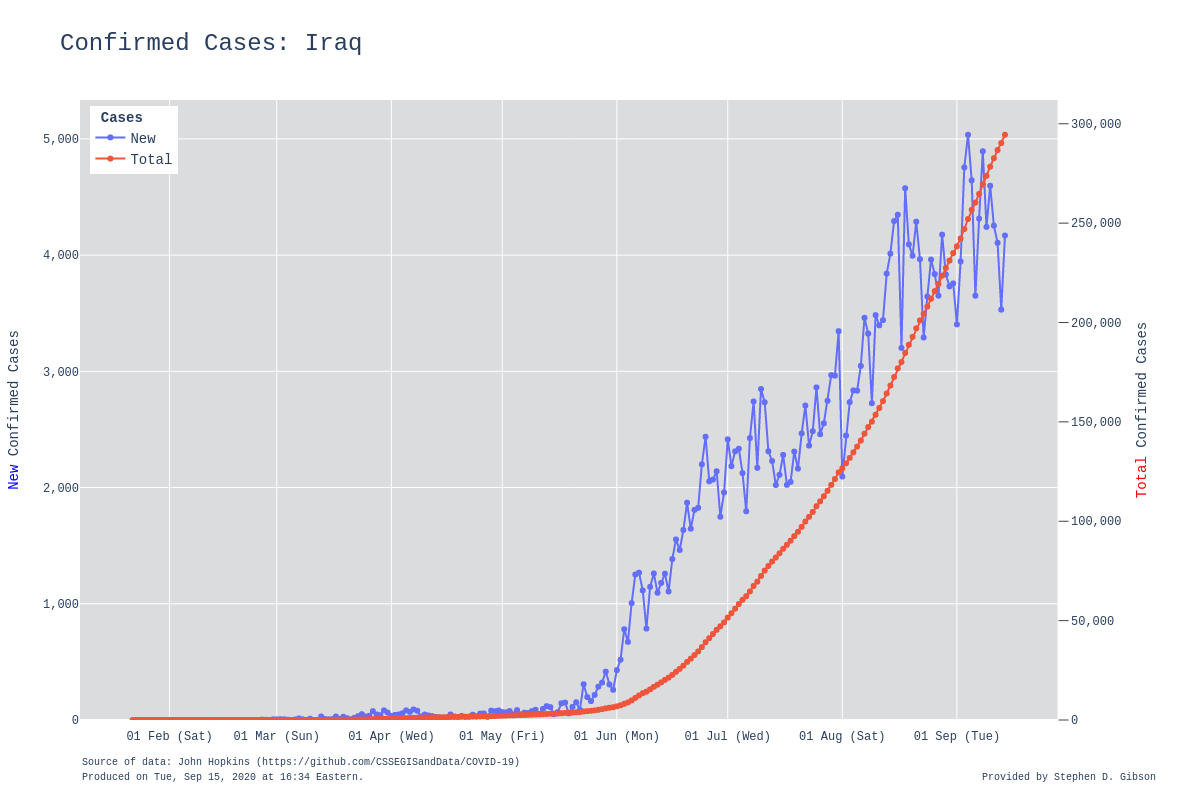 Confirmed Cases: Iraq
Cases
New
Total
5,000
4,000
3,000
2,000
1,000
0
New Confirmed Cases
300,000
250,000
200,000
150,000
100,000
50,000
0
Total Confirmed Cases
01 Feb (Sat) 01 Mar (Sun) 01 Apr (Wed) 01 May (Fri) 01 Jun (Mon) 01 Jul (Wed) 01 Aug (Sat) 01 Sep (Tue)
Source of data: John Hopkins (https://github.com/CSSEGISandData/COVID-19)
Produced on Tue, Sep 15, 2020 at 16:34 Eastern.
Provided by Stephen D. Gibson